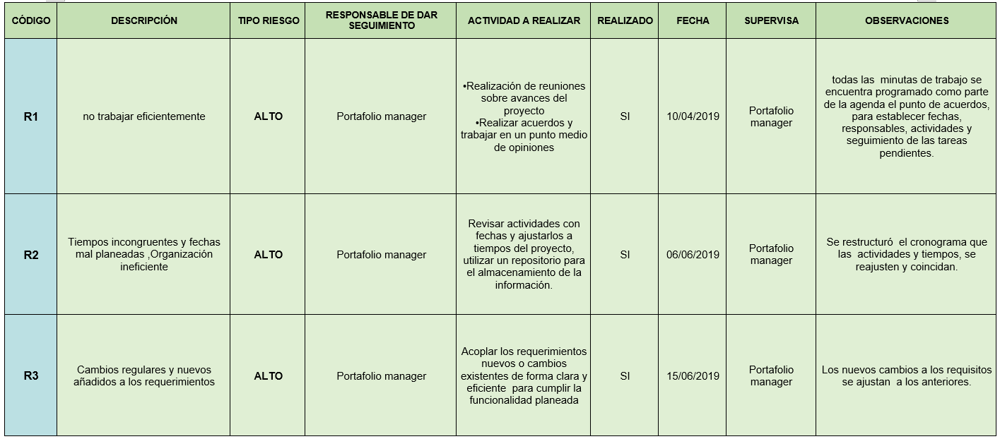 CÓDIGO
DESCRIPCIÓN
TIPO RIESGO
RESPONSABLE DE DAR
SEGUIMIENTO
ACTIVIDAD A REALIZAR
REALIZADO
FECHA
SUPERVISA
OBSERVACIONES
R1
no trabajar eficientemente
ALTO
Portafolio manager
•Realización de reuniones
sobre avances del
proyecto
•Realizar acuerdos y
trabajar en un punto medio
de opiniones
SI
10/04/2019
Portafolio
manager
todas las  minutas de trabajo se
encuentra programado como parte
de la agenda el punto de acuerdos,
para establecer fechas,
responsables, actividades y
seguimiento de las tareas
pendientes.
R2
Tiempos incongruentes y fechas
mal planeadas ,Organización
ineficiente
ALTO
Portafolio manager
Revisar actividades con
fechas y ajustarlos a
tiempos del proyecto,
utilizar un repositorio para
el almacenamiento de la
información.
SI
06/06/2019
Portafolio
manager
Se restructuró  el cronograma que
las  actividades y tiempos, se
reajusten y coincidan.
R3
Cambios regulares y nuevos
añadidos a los requerimientos
ALTO
Portafolio manager
Acoplar los requerimientos
nuevos o cambios
existentes de forma clara y
eficiente  para cumplir la
funcionalidad planeada
SI
15/06/2019
Portafolio
manager
Los nuevos cambios a los requisitos
se ajustan  a los anteriores.